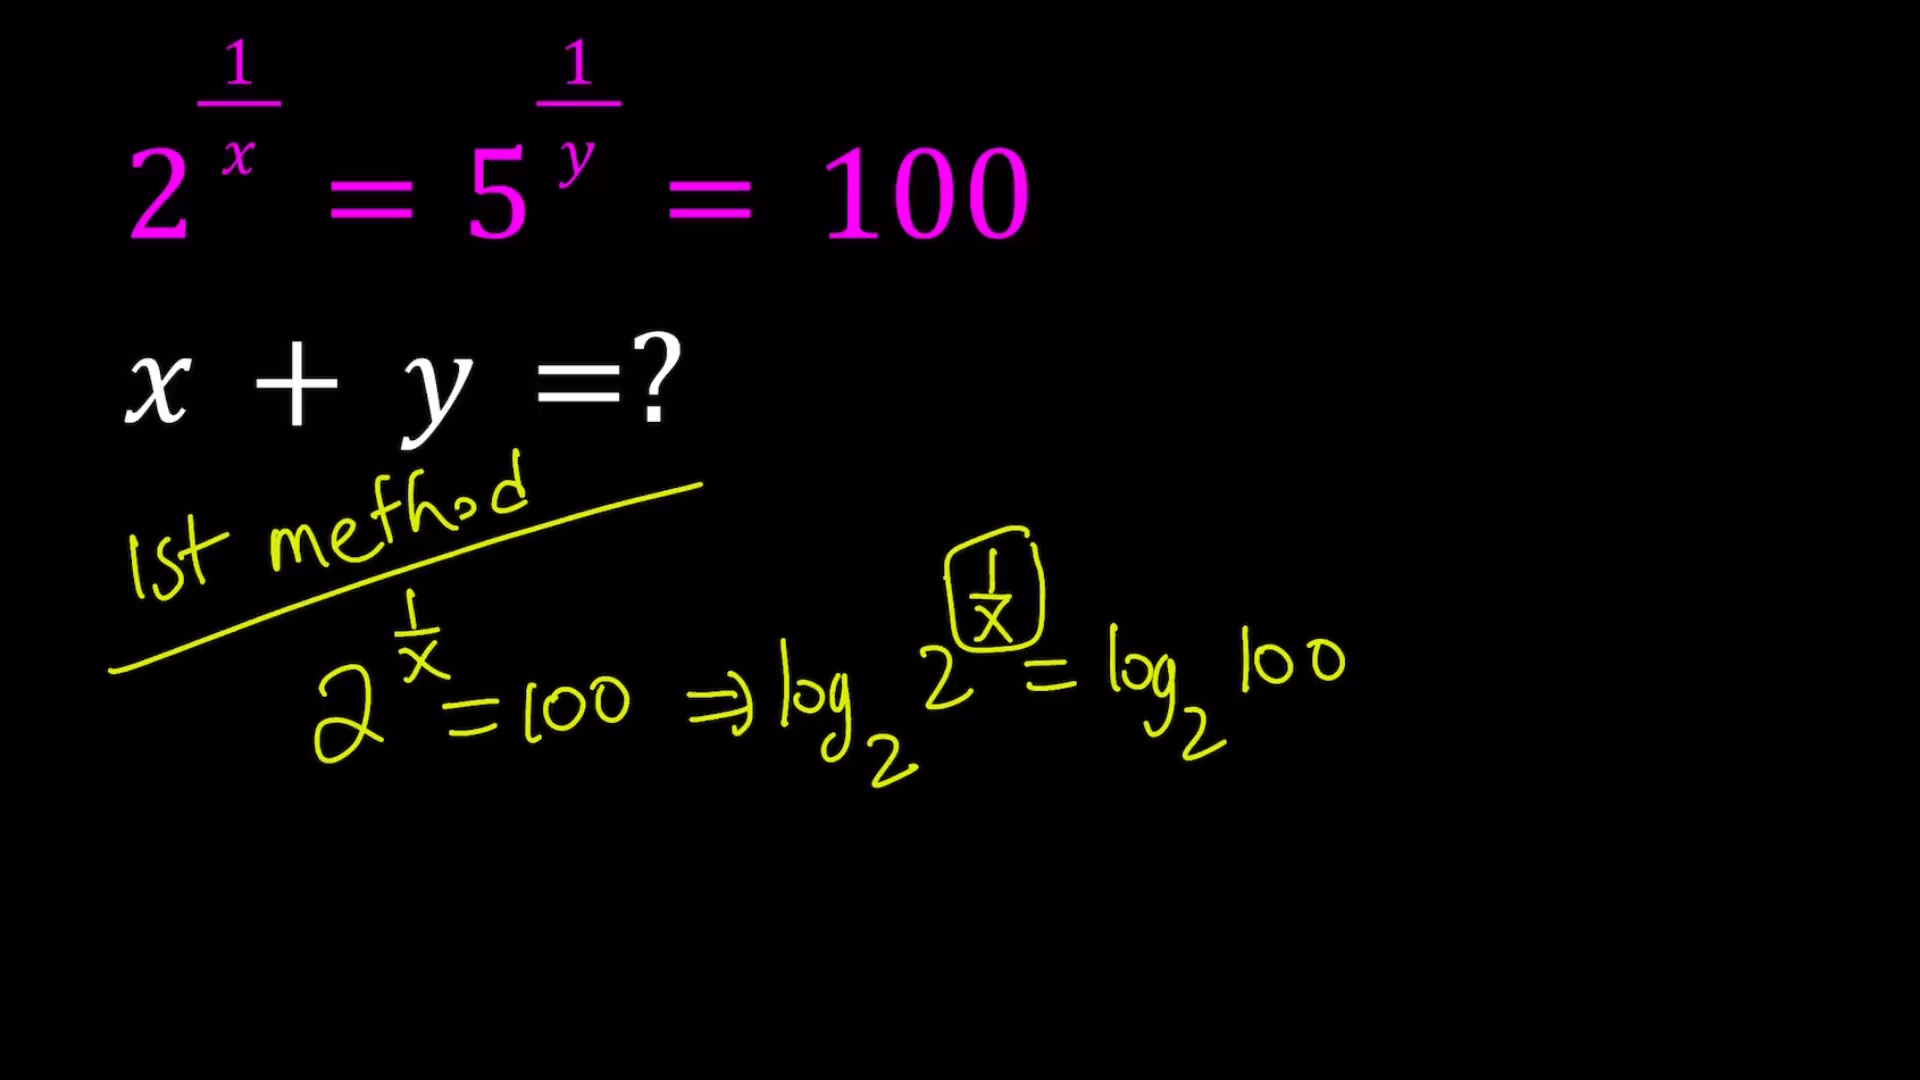 2^{1/x} = 5^{1/y} = 100
x + y =?
1st method
2^{1/x} = 100 ⇒ log_2 2^{1/x} = log_2 100